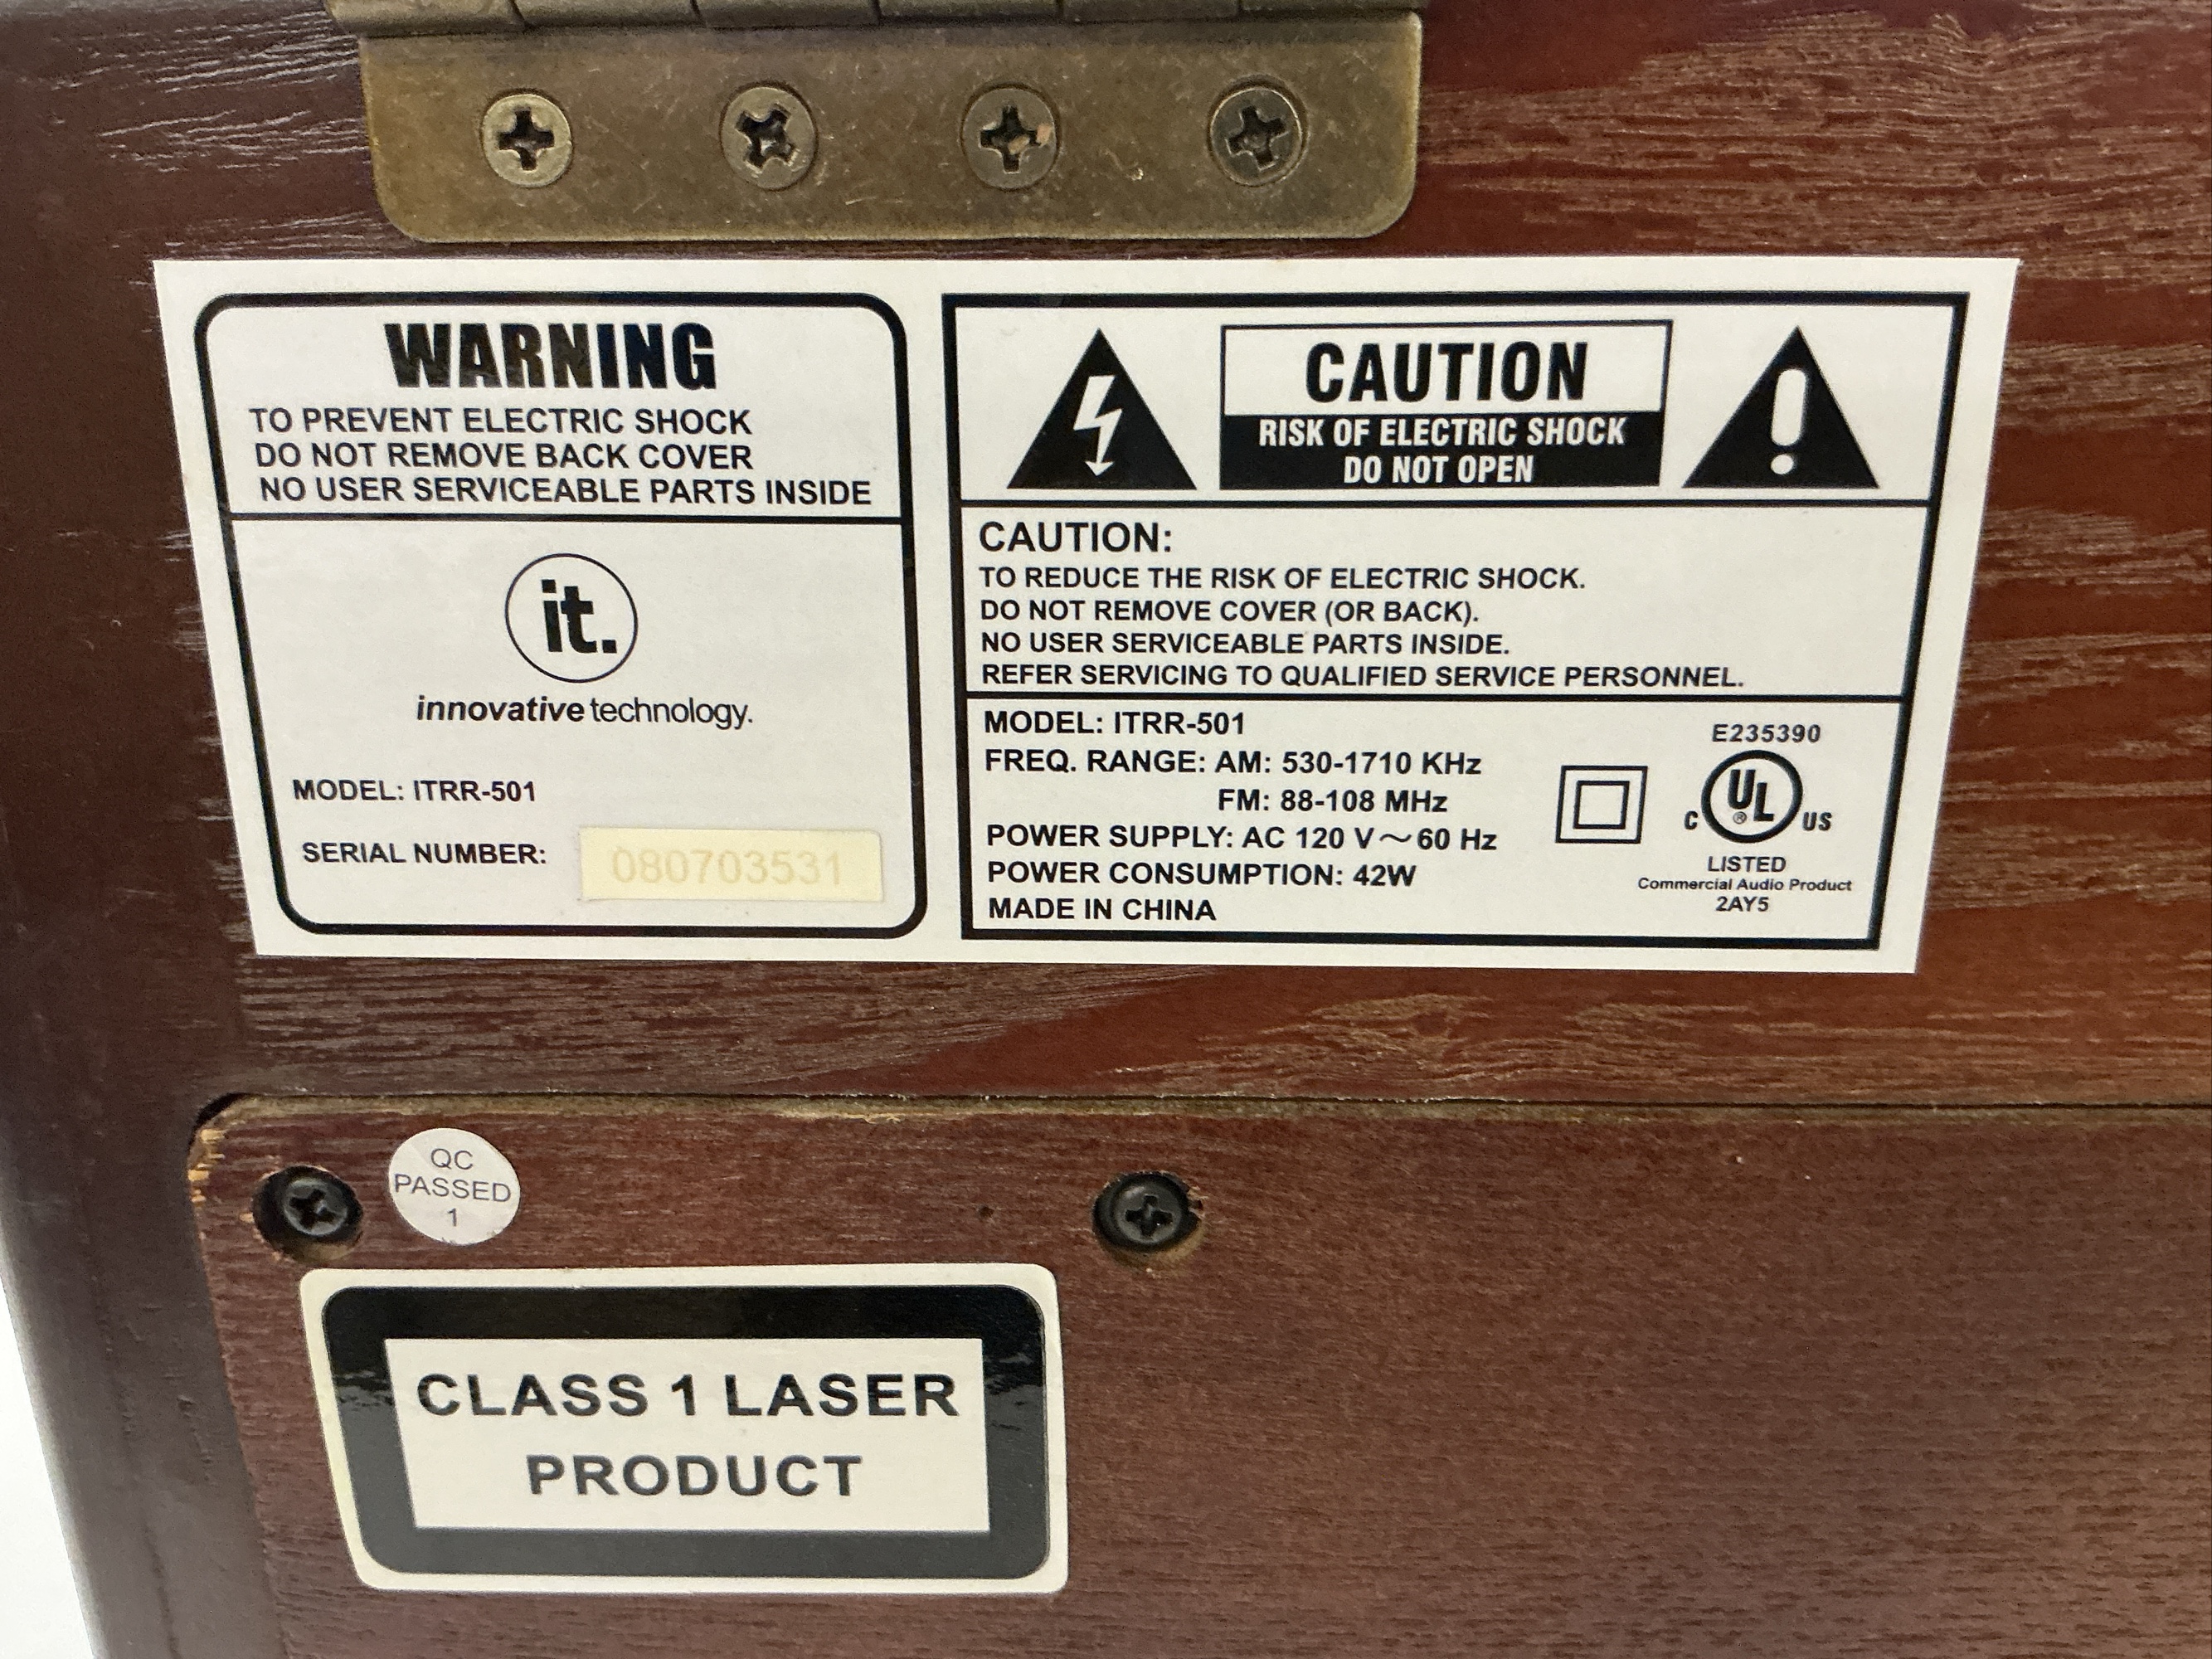 WARNING
TO PREVENT ELECTRIC SHOCK
DO NOT REMOVE BACK COVER
NO USER SERVICEABLE PARTS INSIDE
it.
innovative technology.
MODEL: ITRR-501
SERIAL NUMBER: 080703531
CAUTION
RISK OF ELECTRIC SHOCK
DO NOT OPEN
CAUTION:
TO REDUCE THE RISK OF ELECTRIC SHOCK.
DO NOT REMOVE COVER (OR BACK).
NO USER SERVICEABLE PARTS INSIDE.
REFER SERVICING TO QUALIFIED SERVICE PERSONNEL.
MODEL: ITRR-501
FREQ. RANGE: AM: 530-1710 KHz
FM: 88-108 MHz
POWER SUPPLY: AC 120 V～60 Hz
POWER CONSUMPTION: 42W
MADE IN CHINA
E235390
C UL ® US
LISTED
Commercial Audio Product
2AY5
QC
PASSED
1
CLASS 1 LASER
PRODUCT